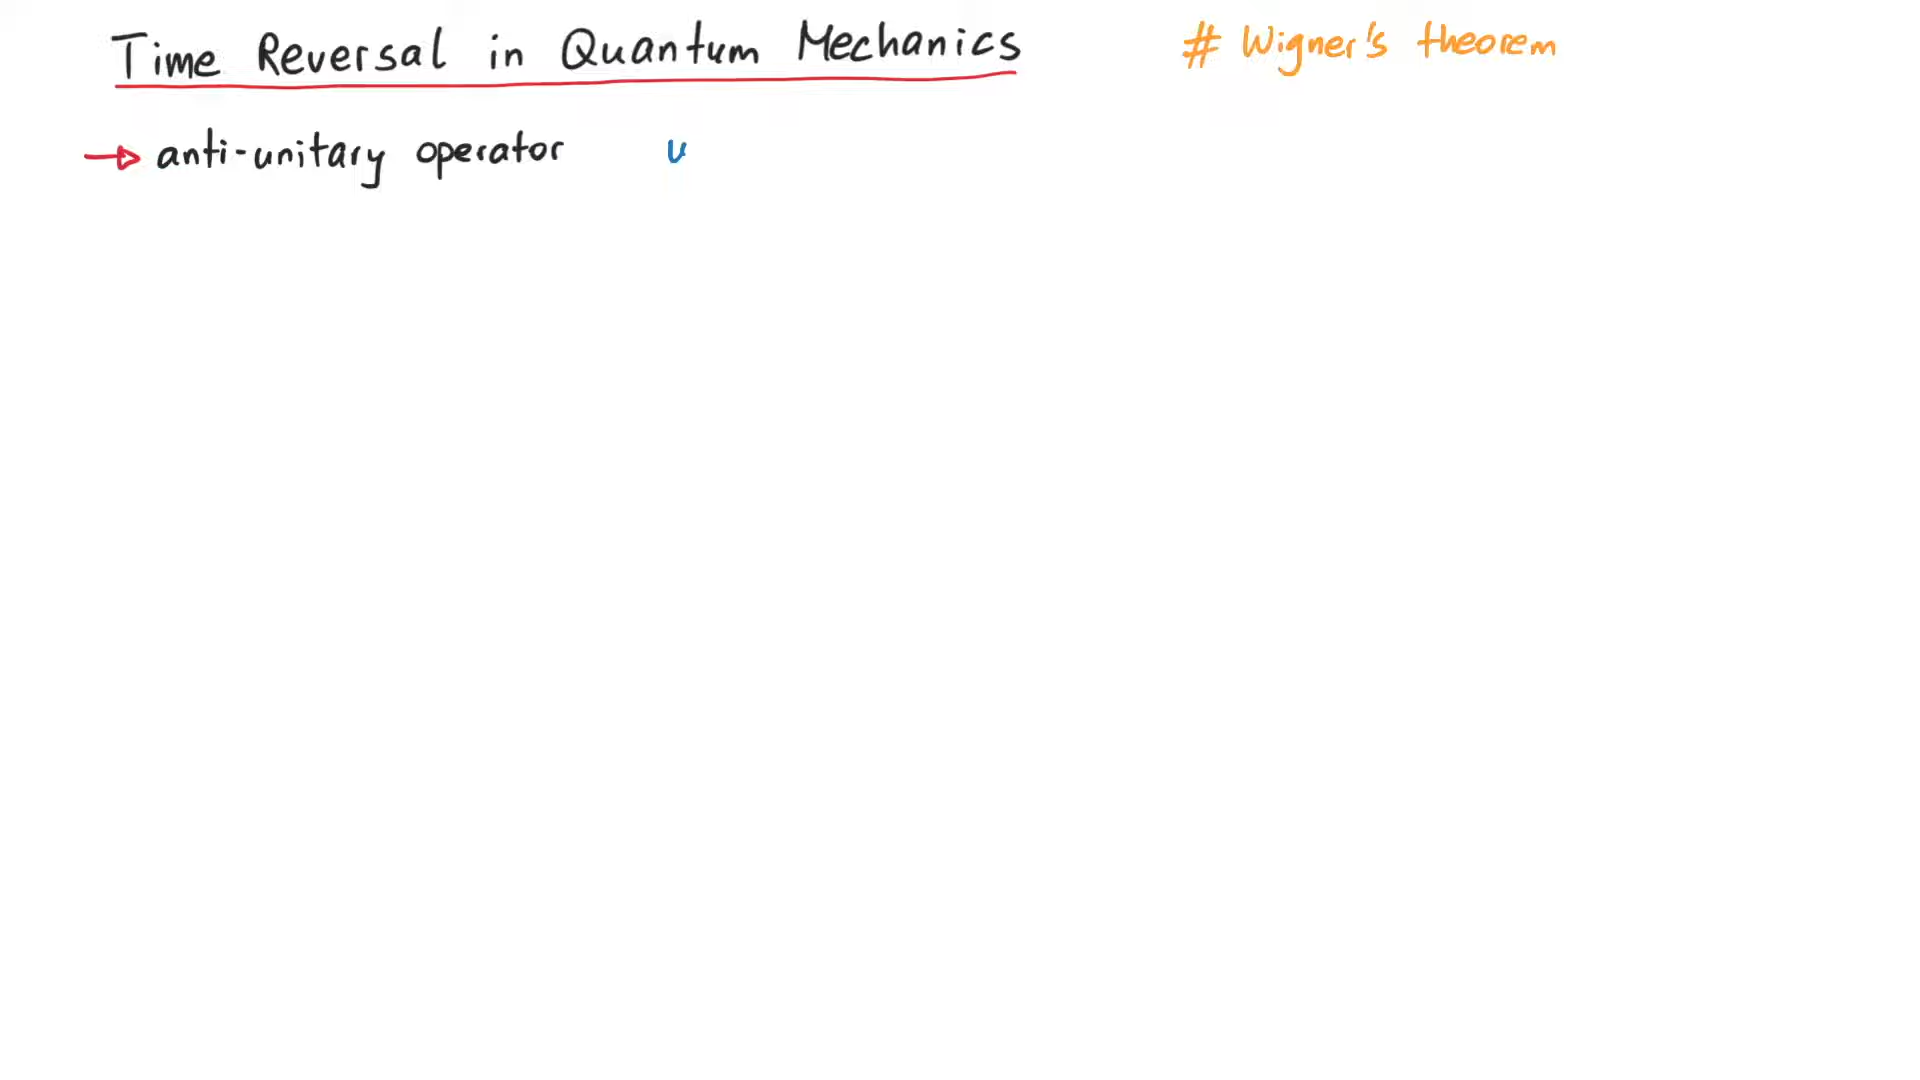 Time Reversal in Quantum Mechanics # Wigner's theorem
anti-unitary operator u